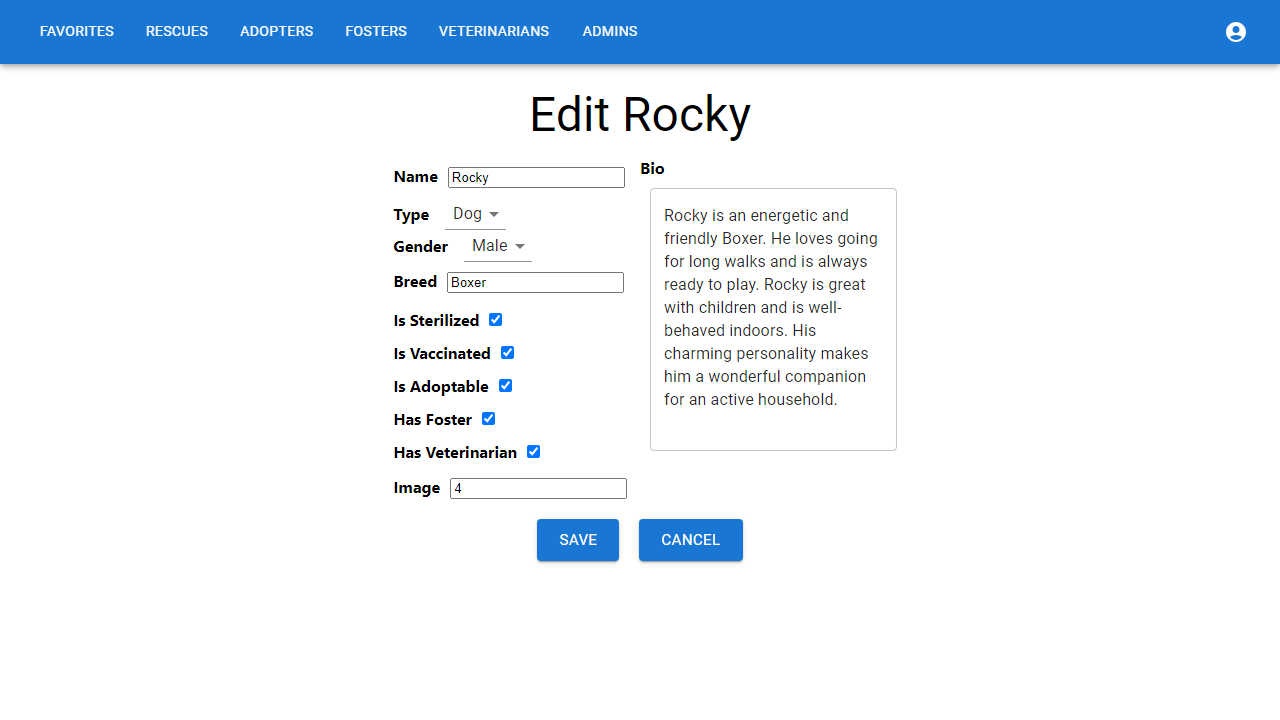 FAVORITES RESCUES ADOPTERS FOSTERS VETERINARIANS ADMINS
Edit Rocky
Name Rocky
Type Dog
Gender Male
Breed Boxer
Is Sterilized
Is Vaccinated
Is Adoptable
Has Foster
Has Veterinarian
Image 4
Bio
Rocky is an energetic and
friendly Boxer. He loves going
for long walks and is always
ready to play. Rocky is great
with children and is well-
behaved indoors. His
charming personality makes
him a wonderful companion
for an active household.
SAVE CANCEL